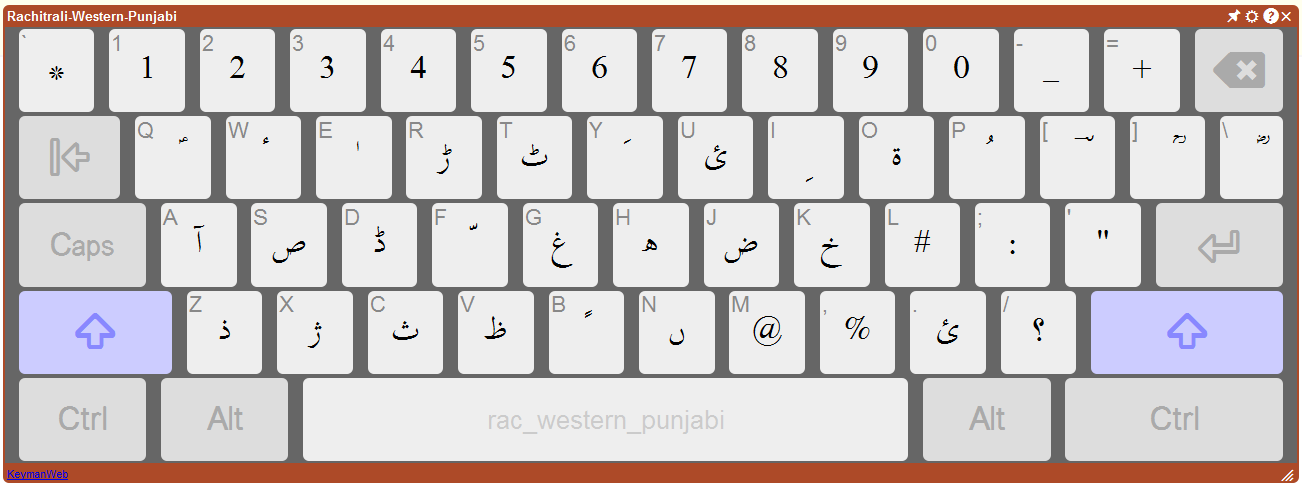 Rachitrali-Western-Punjabi ?
` * 1 1 2 2 3 3 4 4 5 5 6 6 7 7 8 8 9 9 0 0 - _ = +
Q W ٔ E ٰ R ڑ T ٹ Y َ U ئ I ِ O ة P ُ [ ] \
A آ S ص D ڈ F ّ G غ H ھ J ض K خ L # ; : ' "
Caps
Z ذ X ژ C ث V ظ B ً N ں M @ , % . ئ / ؟
Ctrl Alt rac_western_punjabi Alt Ctrl
KeymanWeb